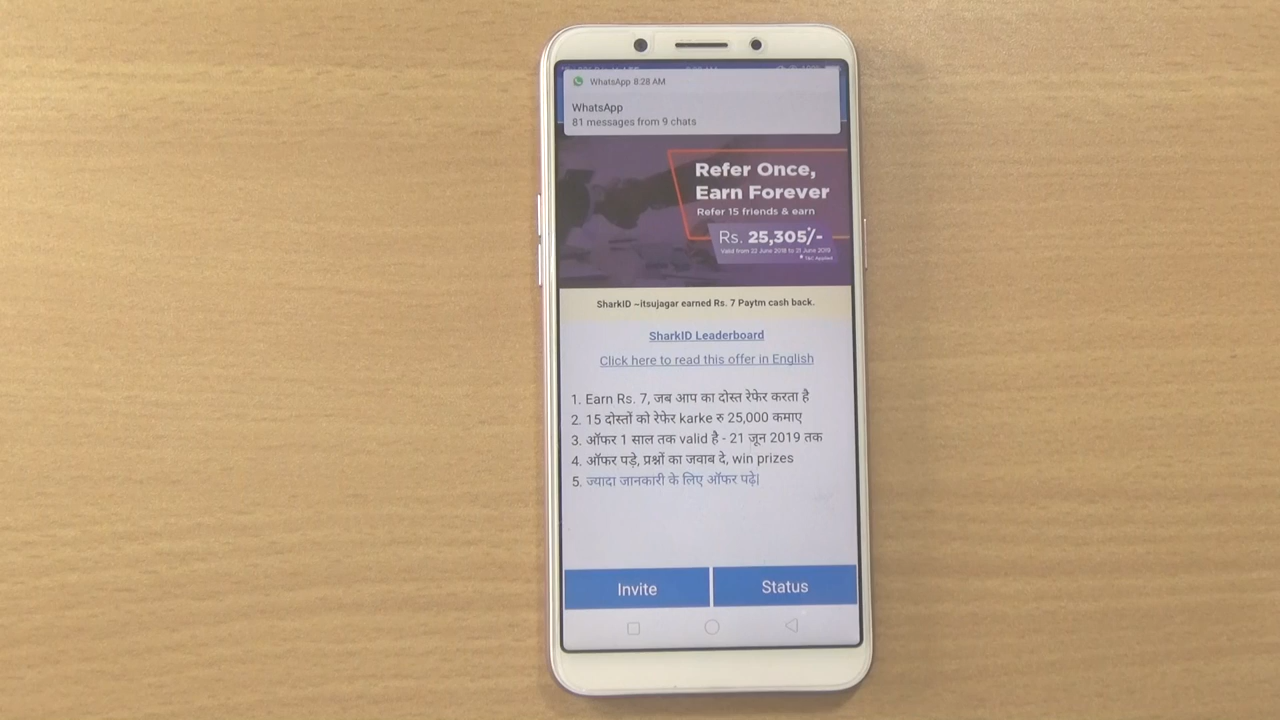 WhatsApp 8:28 AM
WhatsApp
81 messages from 9 chats
Refer Once,
Earn Forever
Refer 15 friends & earn
Rs. 25,305*/-
Valid from 22 June 2018 to 21 June 2019
* T&C Applied
SharkID –itsujagar earned Rs. 7 Paytm cash back.
SharkID Leaderboard
Click here to read this offer in English
1. Earn Rs. 7, जब आप का दोस्त रेफेर करता है
2. 15 दोस्तों को रेफेर karke रु 25,000 कमाए
3. ऑफर 1 साल तक valid है - 21 जून 2019 तक
4. ऑफर पड़े, प्रश्नों का जवाब दे, win prizes
5. ज्यादा जानकारी के लिए ऑफर पढ़े|
Invite
Status